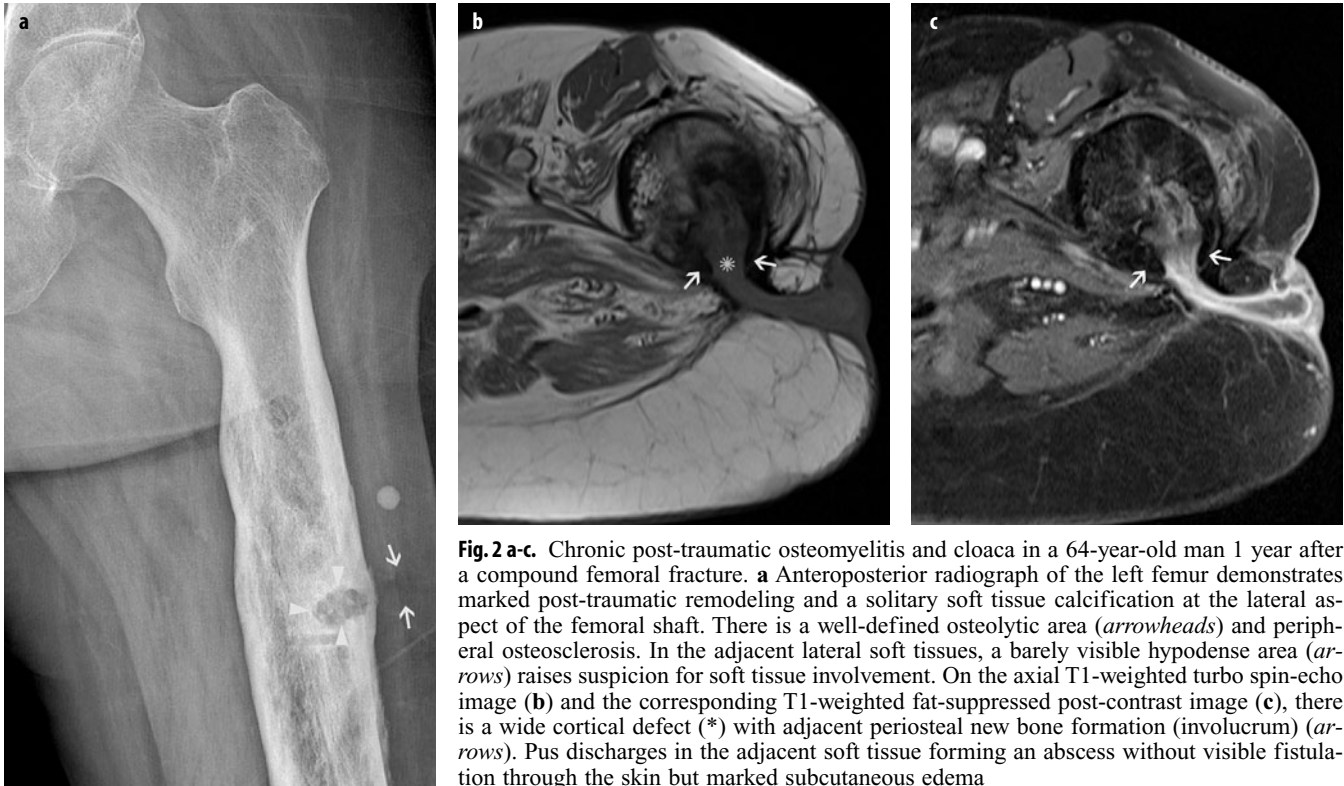 a
b
c
*
Fig. 2 a-c. Chronic post-traumatic osteomyelitis and cloaca in a 64-year-old man 1 year after
a compound femoral fracture. a Anteroposterior radiograph of the left femur demonstrates
marked post-traumatic remodeling and a solitary soft tissue calcification at the lateral as-
pect of the femoral shaft. There is a well-defined osteolytic area (arrowheads) and periph-
eral osteosclerosis. In the adjacent lateral soft tissues, a barely visible hypodense area (ar-
rows) raises suspicion for soft tissue involvement. On the axial T1-weighted turbo spin-echo
image (b) and the corresponding T1-weighted fat-suppressed post-contrast image (c), there
is a wide cortical defect (*) with adjacent periosteal new bone formation (involucrum) (ar-
rows). Pus discharges in the adjacent soft tissue forming an abscess without visible fistula-
tion through the skin but marked subcutaneous edema